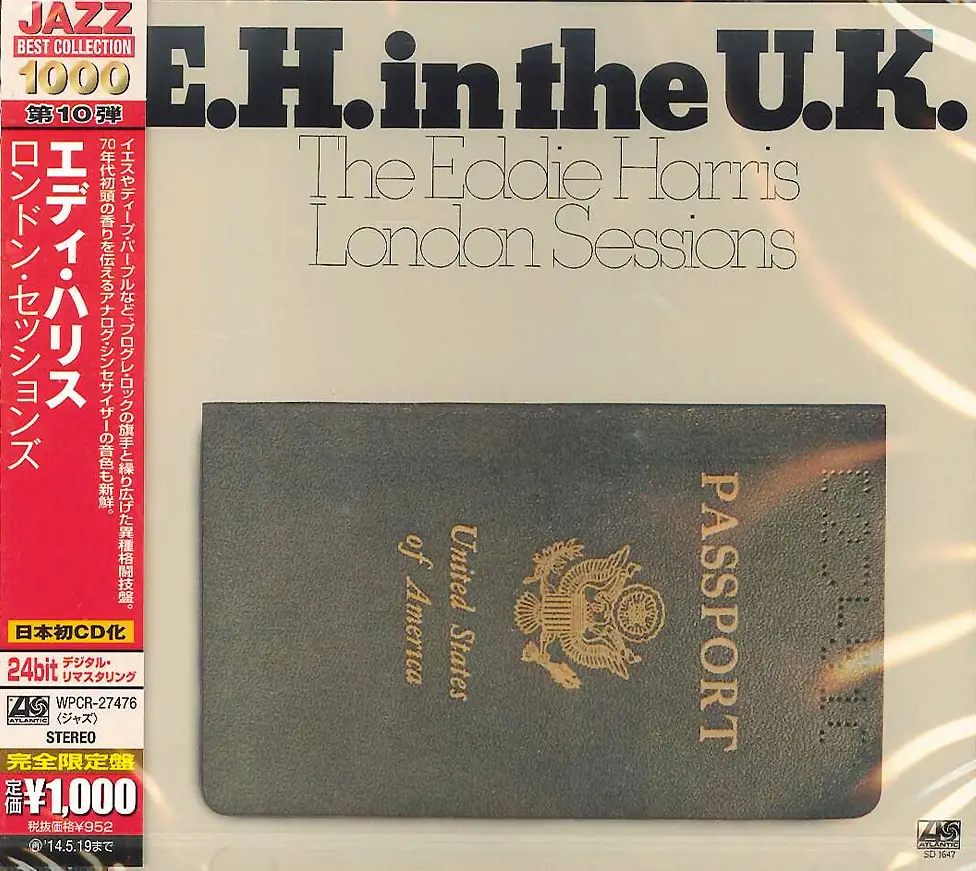 JAZZ
BEST COLLECTION
1000
第10弾
イエスやディープ・パープルなど、プログレ・ロックの旗手と繰り広げた異種格闘技盤。
70年代初頭の香りを伝えるアナログ・シンセサイザーの音色も新鮮。
エディ・ハリス
ロンドン・セッションズ
日本初CD化
24bit デジタル・
リマスタリング
ATLANTIC
WPCR-27476
〈ジャズ〉
STEREO
完全限定盤
定価¥1,000
税抜価格¥952
'14.5.19まで
E.H. in the U.K.
The Eddie Harris
London Sessions
PASSPORT
United States
of America
ATLANTIC
SD 1647